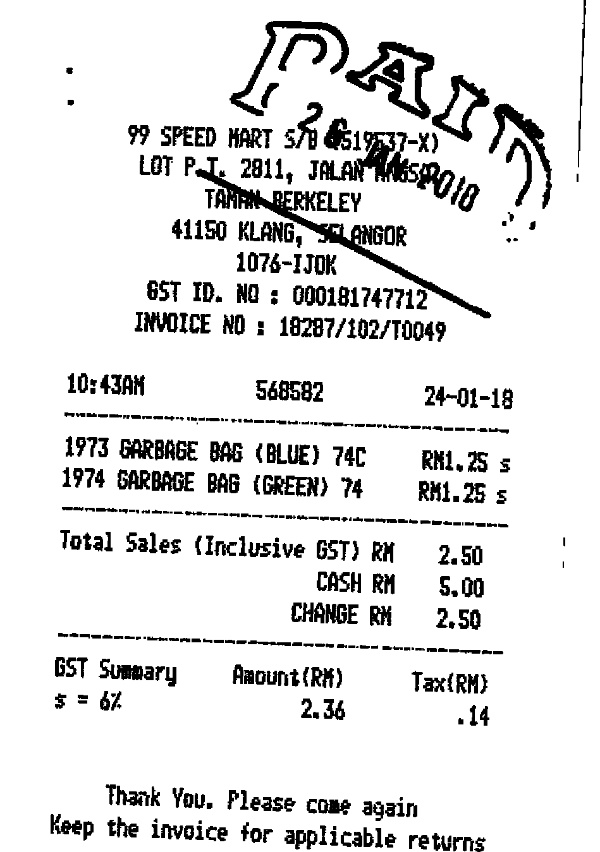 PAID
26 JAN 2018
99 SPEED MART S/B (519537-X)
LOT P.T. 2811, JALAN ANGSA
TAMAN BERKELEY
41150 KLANG, SELANGOR
1076-IJOK
GST ID. NO : 000181747712
INVOICE NO : 18287/102/T0049
10:43AM 568582 24-01-18
1973 GARBAGE BAG (BLUE) 74C RM1.25 s
1974 GARBAGE BAG (GREEN) 74 RM1.25 s
Total Sales (Inclusive GST) RM 2.50
CASH RM 5.00
CHANGE RM 2.50
GST Summary Amount(RM) Tax(RM)
s = 6% 2.36 .14
Thank You. Please come again
Keep the invoice for applicable returns